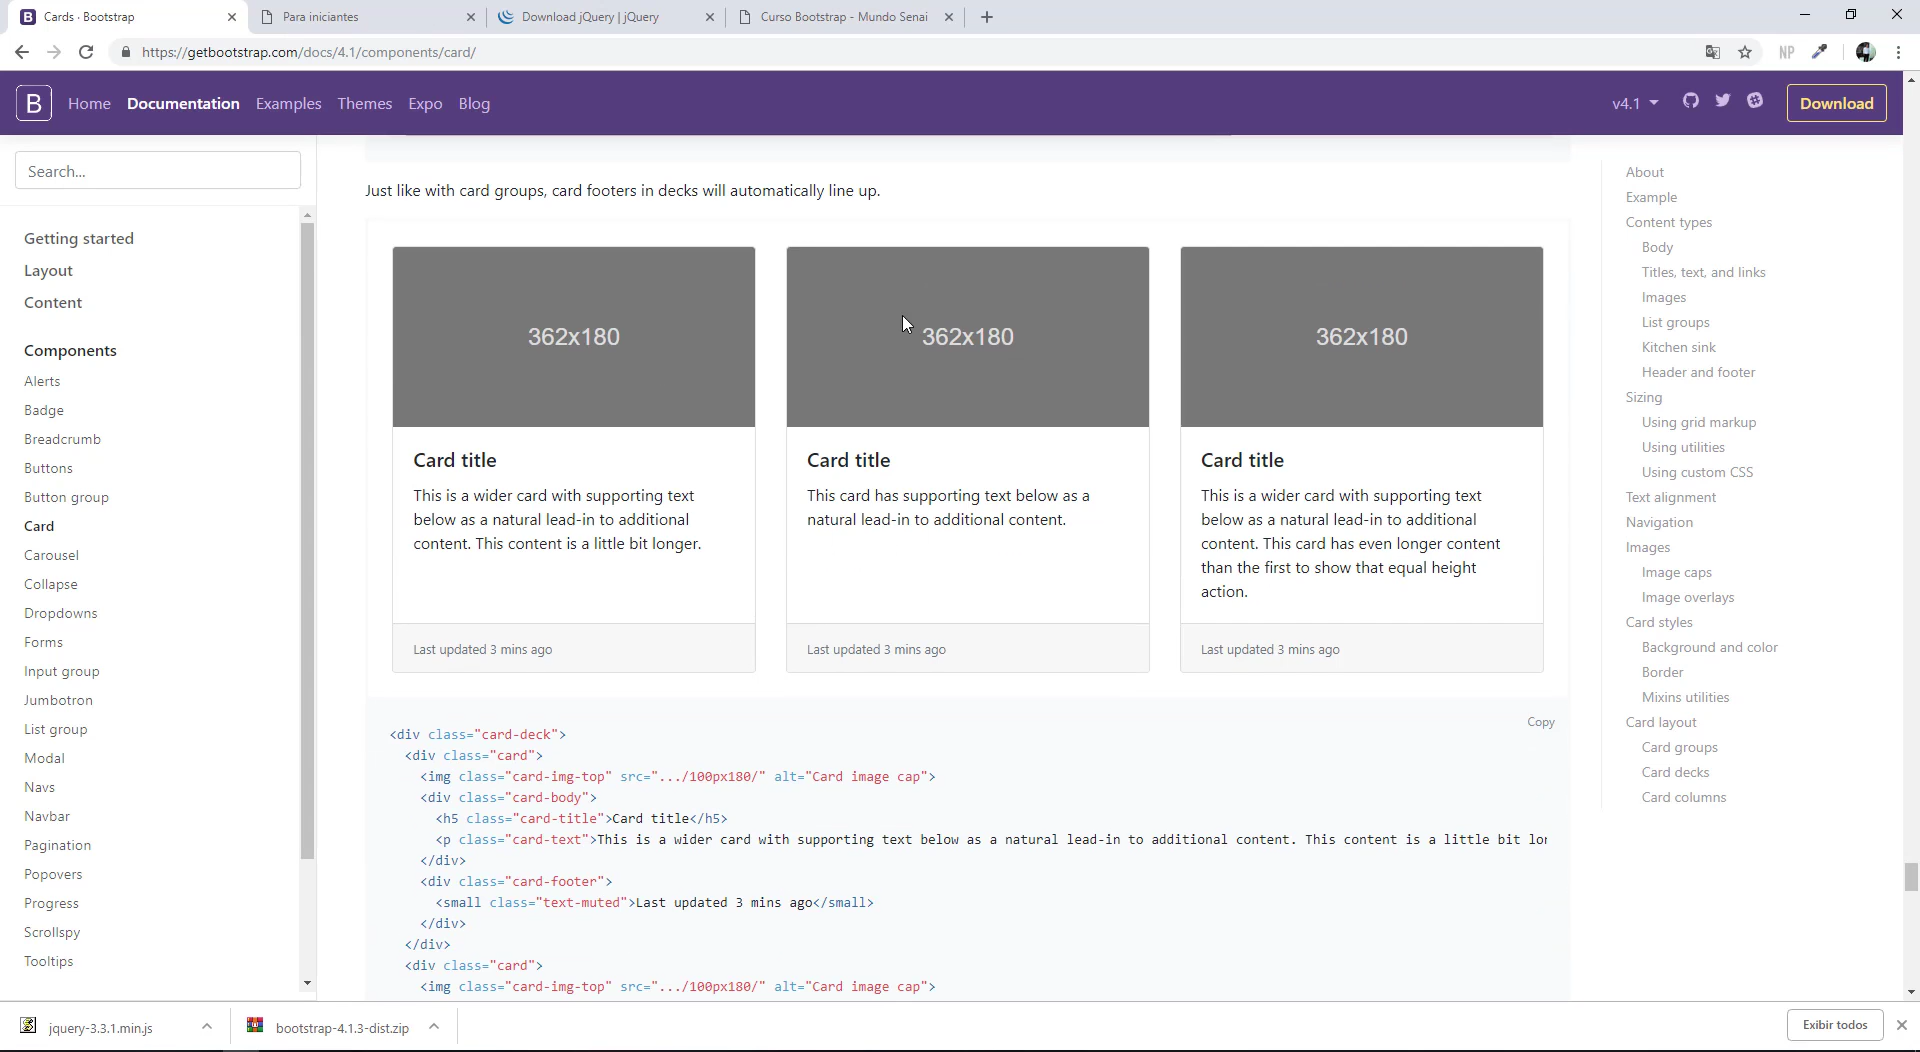 Cards · Bootstrap
Para iniciantes
Download jQuery | jQuery
Curso Bootstrap - Mundo Senai
https://getbootstrap.com/docs/4.1/components/card/
NP
B
Home
Documentation
Examples
Themes
Expo
Blog
v4.1
Download
Search...
Getting started
Layout
Content
Components
Alerts
Badge
Breadcrumb
Buttons
Button group
Card
Carousel
Collapse
Dropdowns
Forms
Input group
Jumbotron
List group
Modal
Navs
Navbar
Pagination
Popovers
Progress
Scrollspy
Tooltips
Just like with card groups, card footers in decks will automatically line up.
362x180
Card title
This is a wider card with supporting text
below as a natural lead-in to additional
content. This content is a little bit longer.
Last updated 3 mins ago
362x180
Card title
This card has supporting text below as a
natural lead-in to additional content.
Last updated 3 mins ago
362x180
Card title
This is a wider card with supporting text
below as a natural lead-in to additional
content. This card has even longer content
than the first to show that equal height
action.
Last updated 3 mins ago
Copy
<div class="card-deck">
<div class="card">
<img class="card-img-top" src=".../100px180/" alt="Card image cap">
<div class="card-body">
<h5 class="card-title">Card title</h5>
<p class="card-text">This is a wider card with supporting text below as a natural lead-in to additional content. This content is a little bit lor
</div>
<div class="card-footer">
<small class="text-muted">Last updated 3 mins ago</small>
</div>
</div>
<div class="card">
<img class="card-img-top" src=".../100px180/" alt="Card image cap">
About
Example
Content types
Body
Titles, text, and links
Images
List groups
Kitchen sink
Header and footer
Sizing
Using grid markup
Using utilities
Using custom CSS
Text alignment
Navigation
Images
Image caps
Image overlays
Card styles
Background and color
Border
Mixins utilities
Card layout
Card groups
Card decks
Card columns
jquery-3.3.1.min.js
bootstrap-4.1.3-dist.zip
Exibir todos